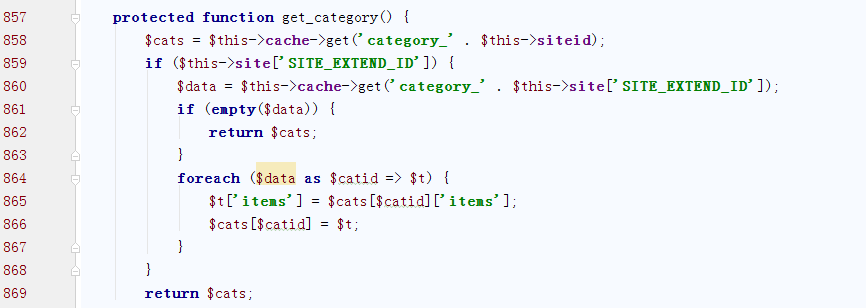 857 protected function get_category() {
858 $cats = $this->cache->get('category_' . $this->siteid);
859 if ($this->site['SITE_EXTEND_ID']) {
860 $data = $this->cache->get('category_' . $this->site['SITE_EXTEND_ID']);
861 if (empty($data)) {
862 return $cats;
863 }
864 foreach ($data as $catid => $t) {
865 $t['items'] = $cats[$catid]['items'];
866 $cats[$catid] = $t;
867 }
868 }
869 return $cats;